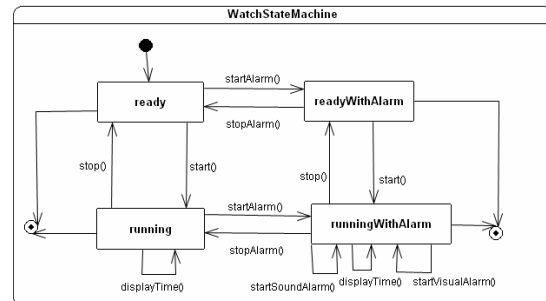 WatchStateMachine
startAlarm()
ready
readyWithAlarm
stopAlarm()
stop()
start()
stop()
start()
startAlarm()
running
runningWithAlarm
stopAlarm()
displayTime()
startSoundAlarm()
displayTime()
startVisualAlarm()